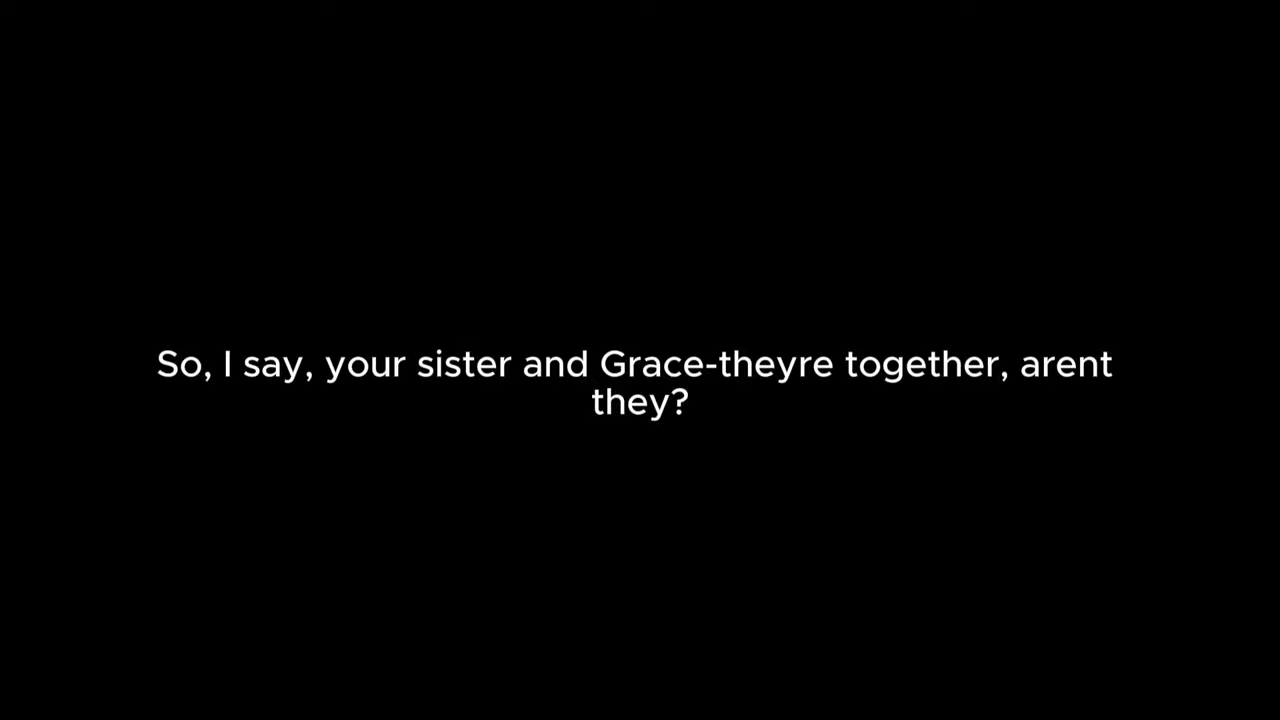 So, I say, your sister and Grace-theyre together, arent
they?